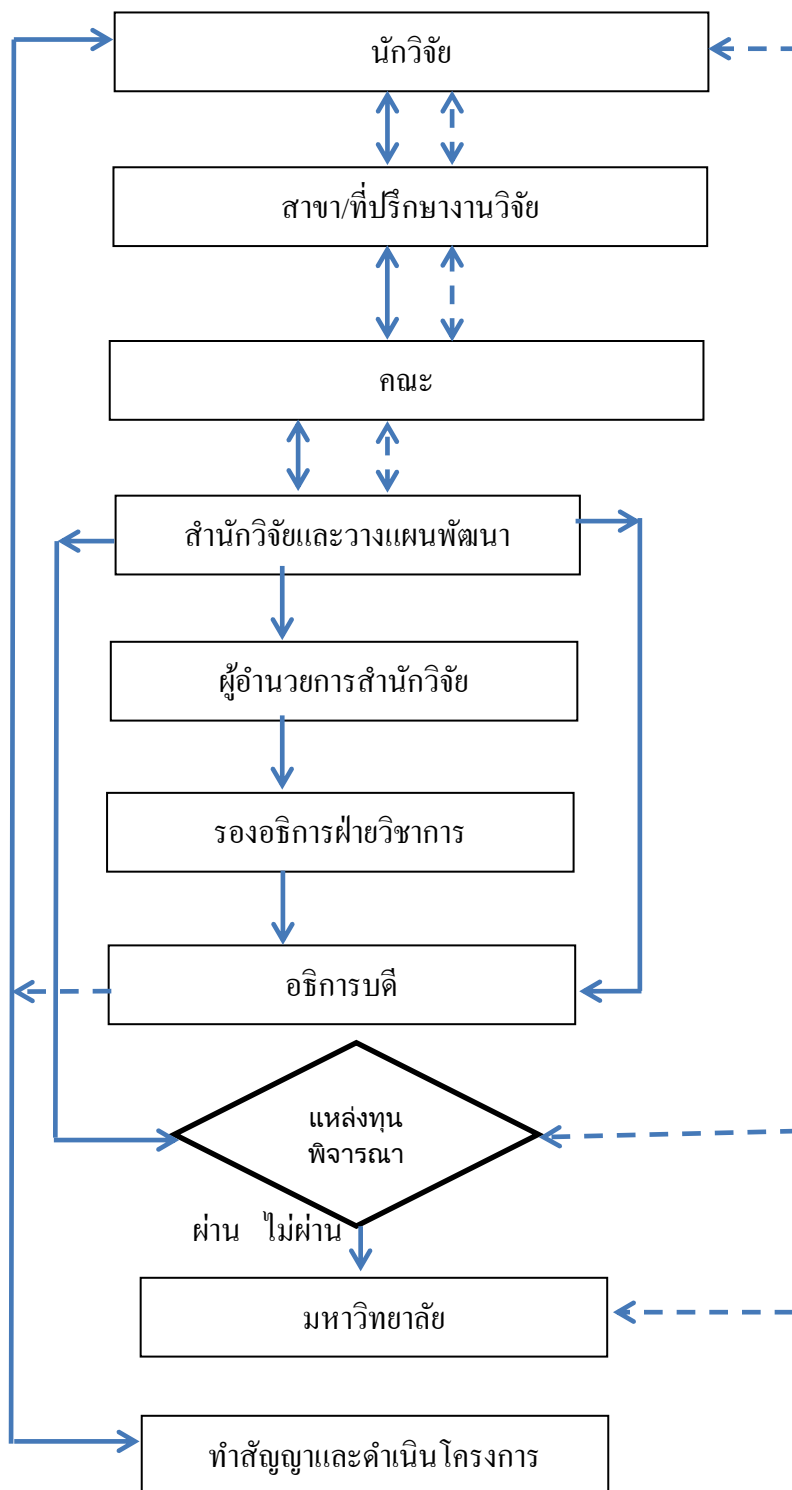 นักวิจัย
สาขา/ที่ปรึกษางานวิจัย
คณะ
สำนักวิจัยและวางแผนพัฒนา
ผู้อำนวยการสำนักวิจัย
รองอธิการฝ่ายวิชาการ
อธิการบดี
แหล่งทุน
พิจารณา
ผ่าน ไม่ผ่าน
มหาวิทยาลัย
ทำสัญญาและดำเนินโครงการ